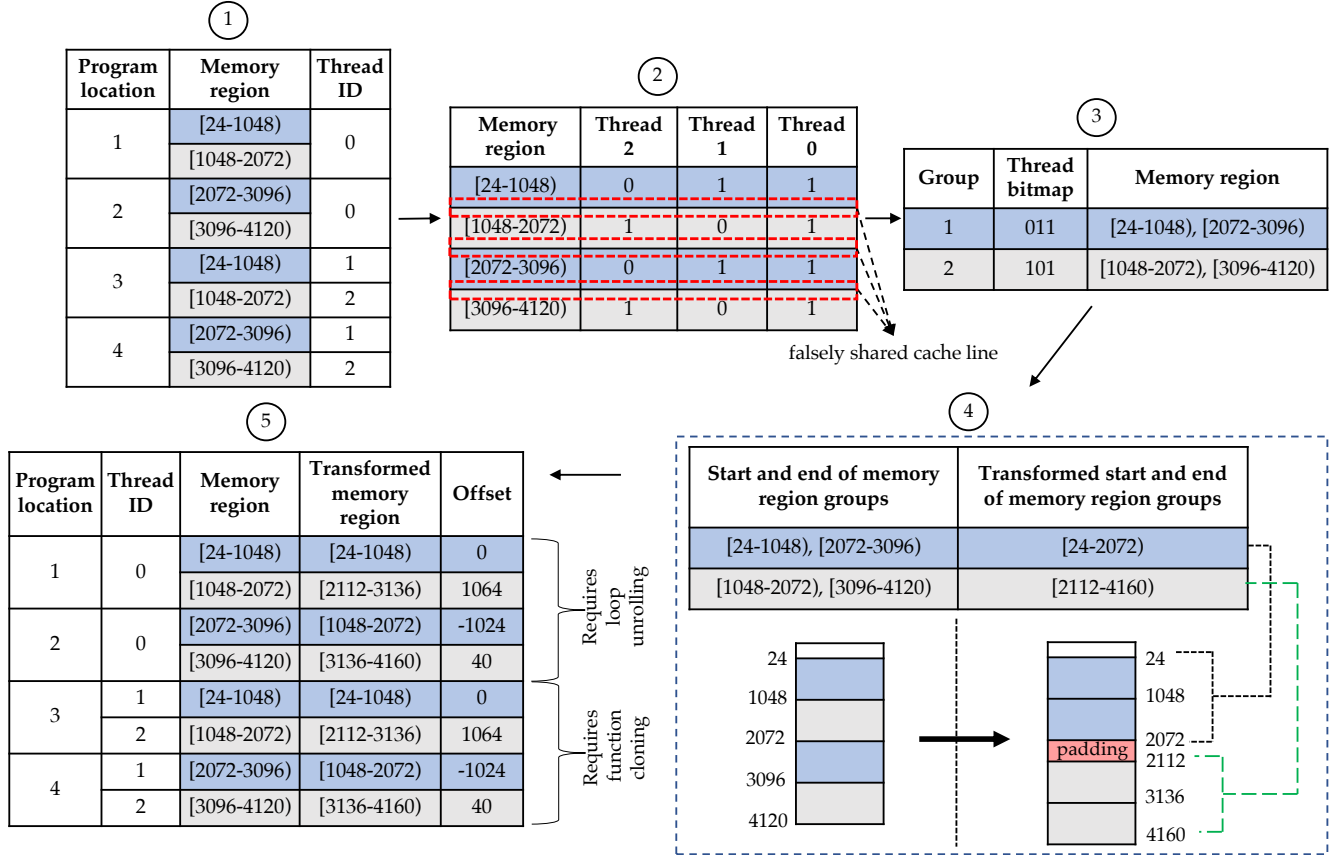 1
Program location Memory region Thread ID
1 [24-1048) 0
[1048-2072)
2 [2072-3096) 0
[3096-4120)
3 [24-1048) 1
[1048-2072) 2
4 [2072-3096) 1
[3096-4120) 2
2
Memory region Thread 2 Thread 1 Thread 0
[24-1048) 0 1 1
[1048-2072) 1 0 1
[2072-3096) 0 1 1
[3096-4120) 1 0 1
falsely shared cache line
3
Group Thread bitmap Memory region
1 011 [24-1048), [2072-3096)
2 101 [1048-2072), [3096-4120)
4
Start and end of memory region groups Transformed start and end of memory region groups
[24-1048), [2072-3096) [24-2072)
[1048-2072), [3096-4120) [2112-4160)
24
1048
2072
3096
4120
24
1048
2072
padding
2112
3136
4160
5
Program location Thread ID Memory region Transformed memory region Offset
1 0 [24-1048) [24-1048) 0
[1048-2072) [2112-3136) 1064
2 0 [2072-3096) [1048-2072) -1024
[3096-4120) [3136-4160) 40
3 1 [24-1048) [24-1048) 0
2 [1048-2072) [2112-3136) 1064
4 1 [2072-3096) [1048-2072) -1024
2 [3096-4120) [3136-4160) 40
Requires
loop
unrolling
Requires
function
cloning